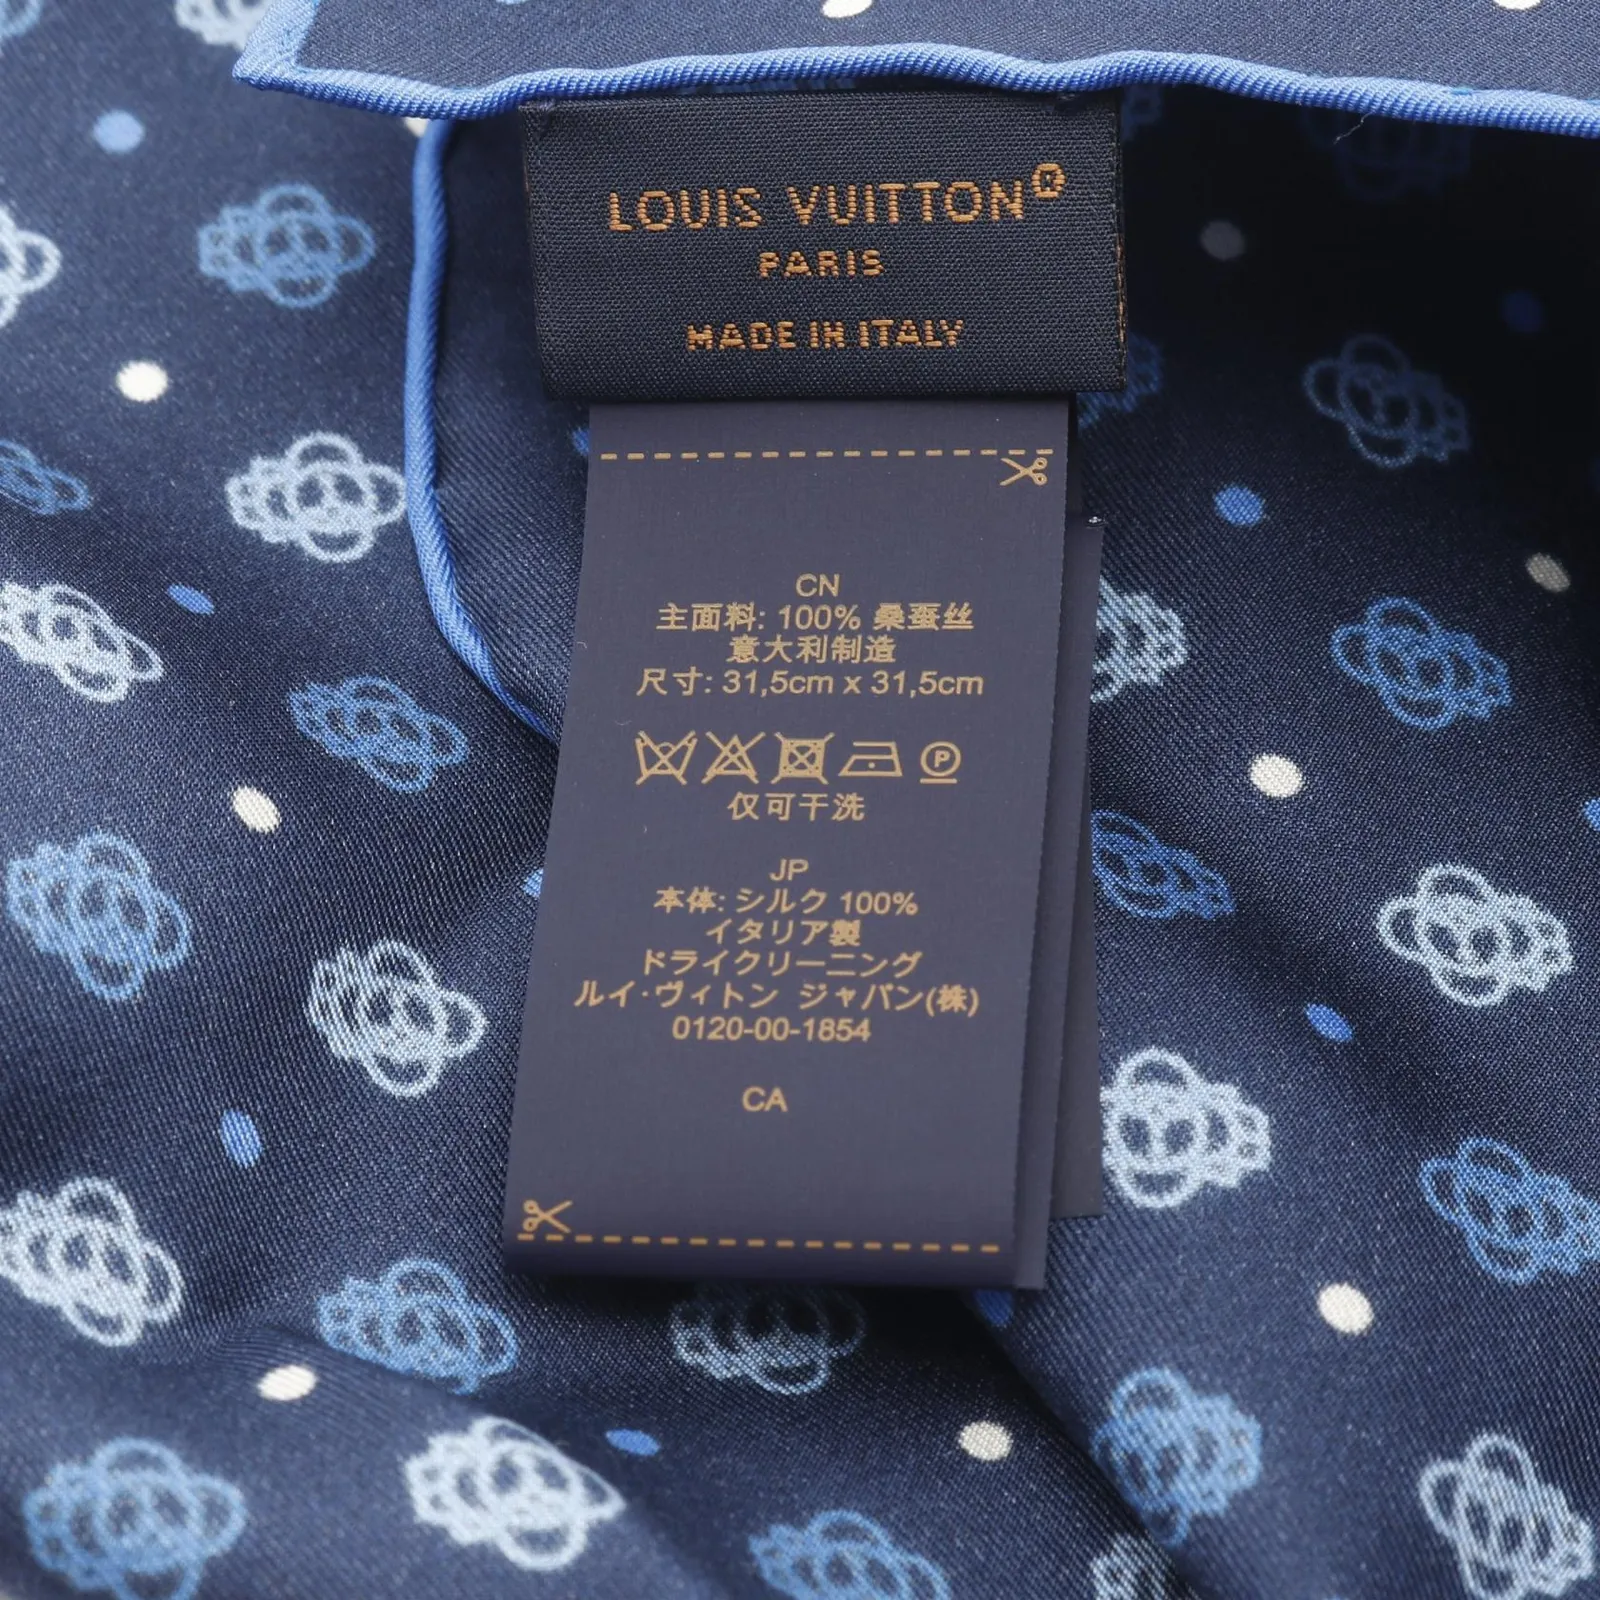 LOUIS VUITTON®
PARIS
MADE IN ITALY
CN
主面料: 100% 桑蚕丝
意大利制造
尺寸: 31,5cm x 31,5cm
P
仅可干洗
JP
本体: シルク 100%
イタリア製
ドライクリーニング
ルイ·ヴィトン ジャパン(株)
0120-00-1854
CA